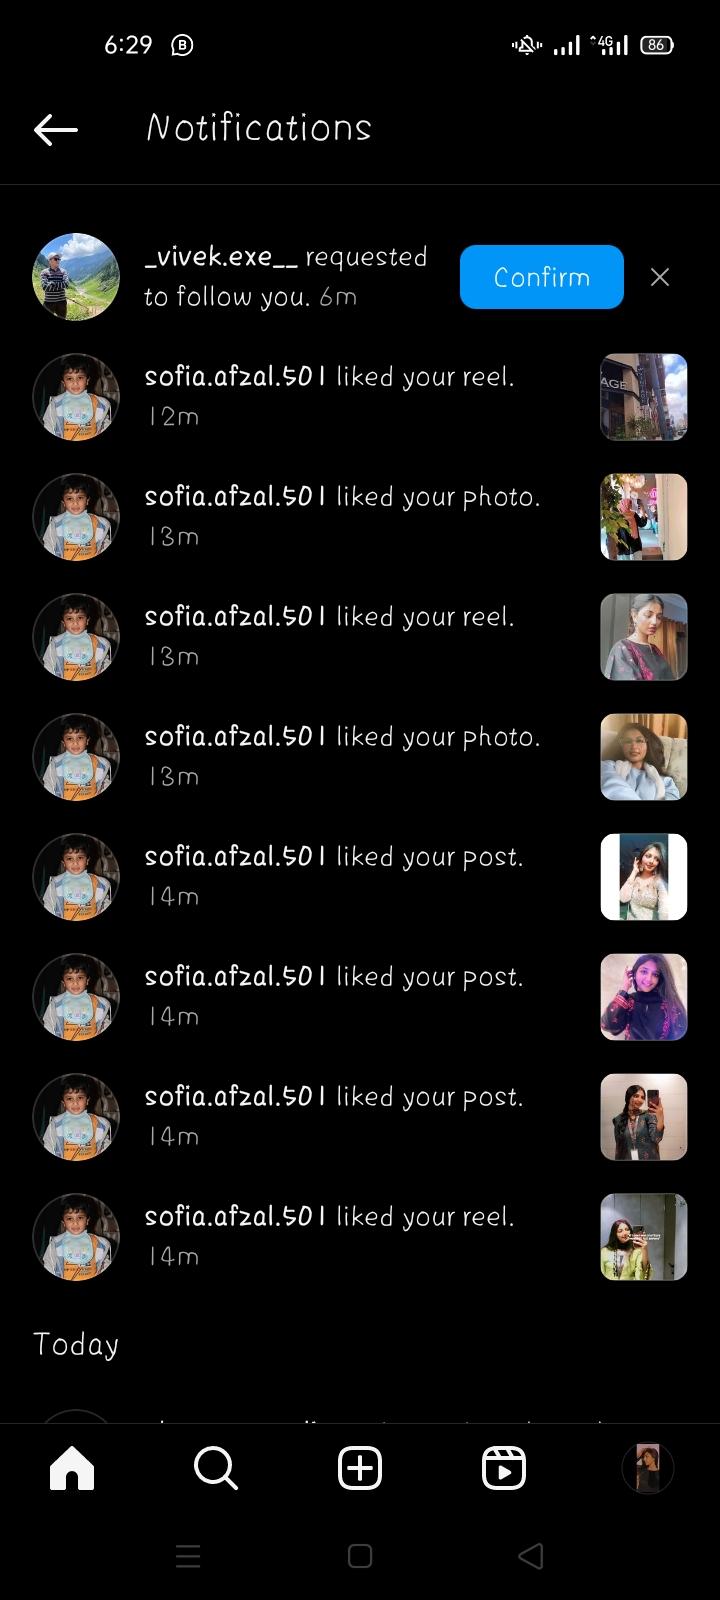 6:29
4G
86
Notifications
_vivek.exe__ requested
to follow you. 6m
Confirm
sofia.afzal.501 liked your reel.
12m
AGE
sofia.afzal.501 liked your photo.
13m
sofia.afzal.501 liked your reel.
13m
sofia.afzal.501 liked your photo.
13m
sofia.afzal.501 liked your post.
14m
sofia.afzal.501 liked your post.
14m
sofia.afzal.501 liked your post.
14m
sofia.afzal.501 liked your reel.
14m
Today